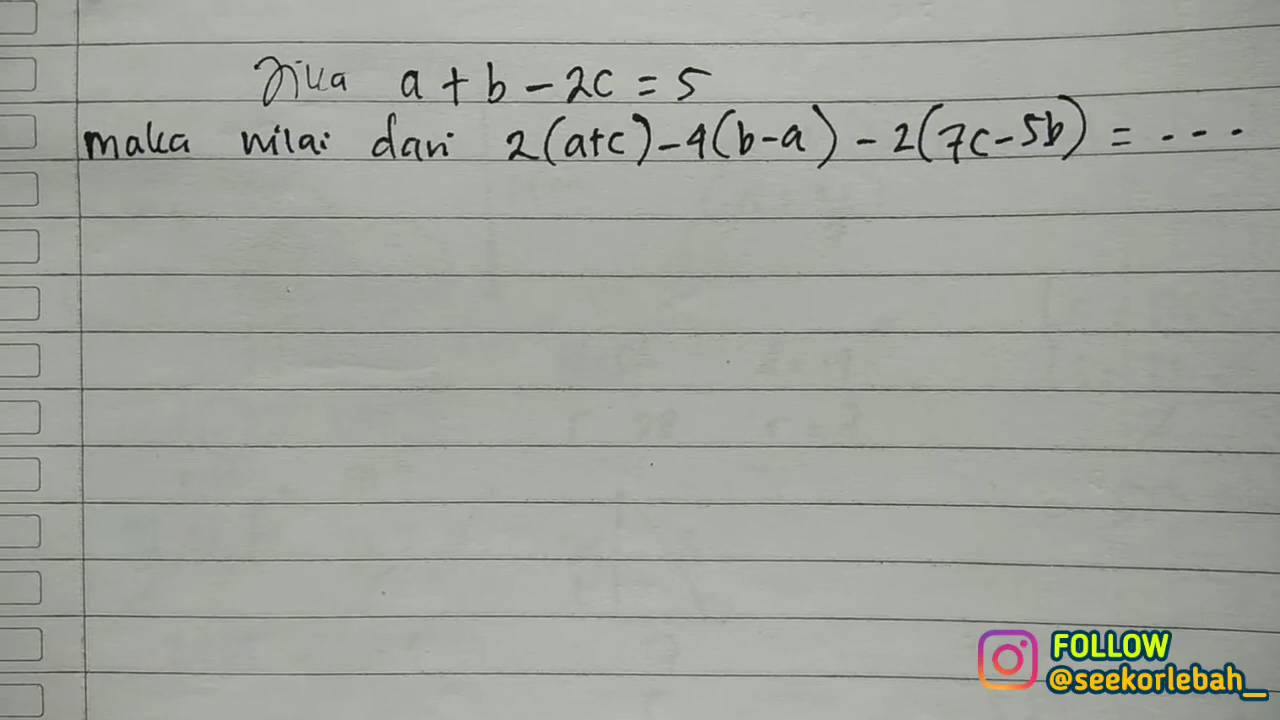 Jika a + b - 2c = 5
maka nilai dari 2(a+c) - 4(b-a) - 2(7c-5b) = ...
FOLLOW
@seekorlebah_